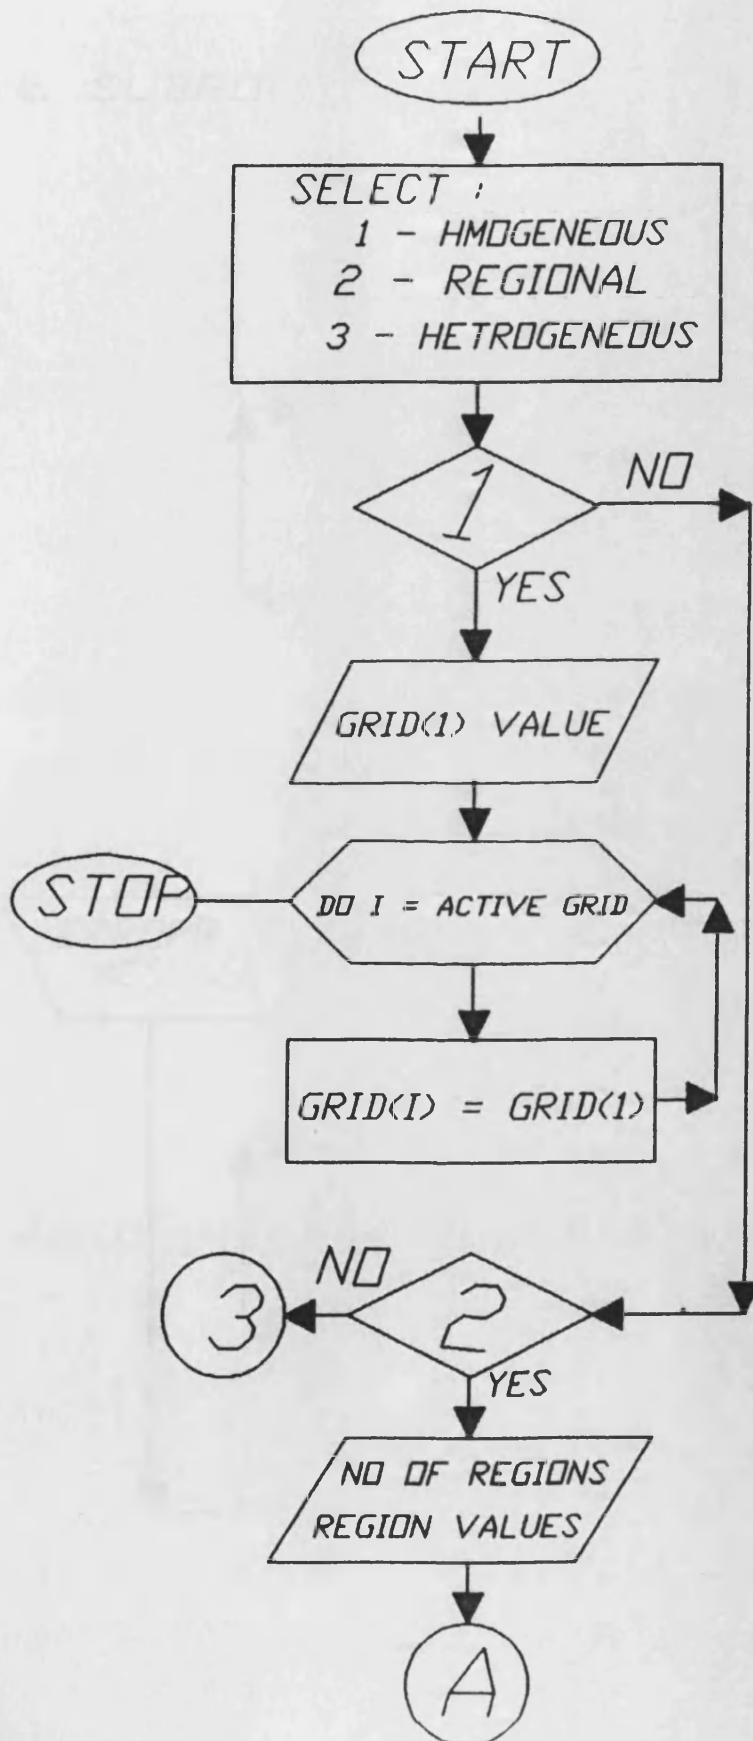 START
SELECT :
1 - HMOGENEOUS
2 - REGIONAL
3 - HETROGENEOUS
1
NO
YES
GRID(1) VALUE
STOP
DO I = ACTIVE GRID
GRID(I) = GRID(1)
NO
3
2
YES
NO OF REGIONS
REGION VALUES
A